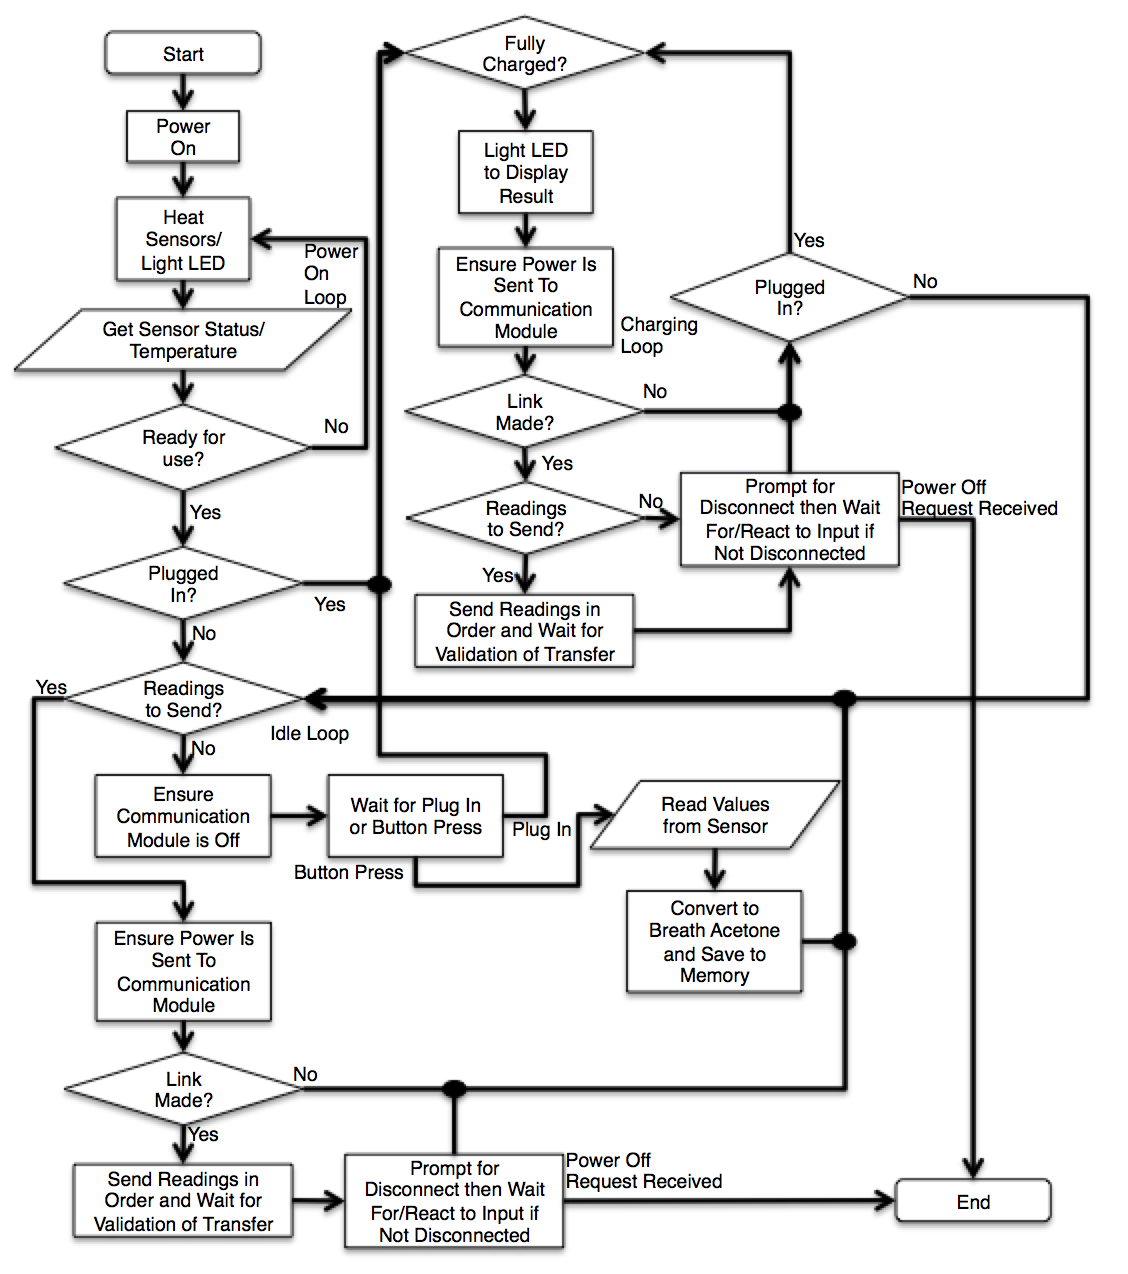 Start
Power
On
Heat
Sensors/
Light LED
Power
On
Loop
Get Sensor Status/
Temperature
Ready for
use?
No
Yes
Plugged
In?
Yes
No
Readings
to Send?
Yes
Idle Loop
No
Ensure
Communication
Module is Off
Wait for Plug In
or Button Press
Plug In
Button Press
Read Values
from Sensor
Convert to
Breath Acetone
and Save to
Memory
Ensure Power Is
Sent To
Communication
Module
Link
Made?
No
Yes
Send Readings in
Order and Wait for
Validation of Transfer
Prompt for
Disconnect then Wait
For/React to Input if
Not Disconnected
Power Off
Request Received
End
Fully
Charged?
Light LED
to Display
Result
Ensure Power Is
Sent To
Communication
Module
Charging
Loop
Link
Made?
No
Yes
Readings
to Send?
No
Yes
Send Readings in
Order and Wait for
Validation of Transfer
Prompt for
Disconnect then Wait
For/React to Input if
Not Disconnected
Power Off
Request Received
Plugged
In?
Yes
No